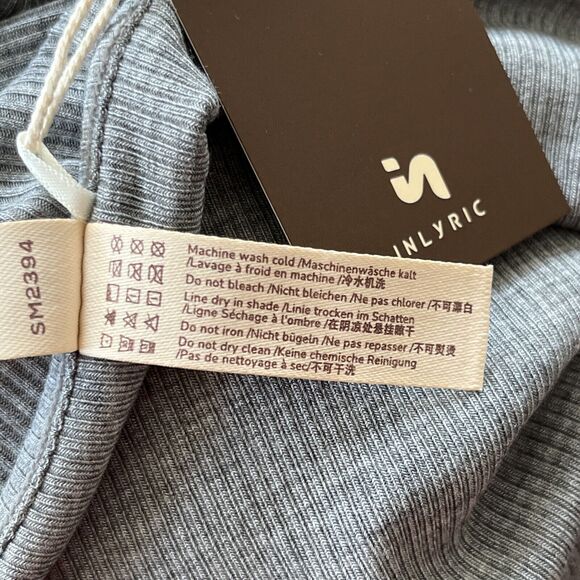 INLYRIC
SM2394
Machine wash cold /Maschinenwäsche kalt
/Lavage à froid en machine /冷水机洗
Do not bleach/Nicht bleichen /Ne pas chlorer /不可漂白
Line dry in shade /Linie trocken im Schatten
/Ligne Séchage à l'ombre /在阴凉处悬挂晾干
Do not iron /Nicht bügeln /Ne pas repasser /不可熨烫
Do not dry clean /Keine chemische Reinigung
/Pas de nettoyage à sec/不可干洗